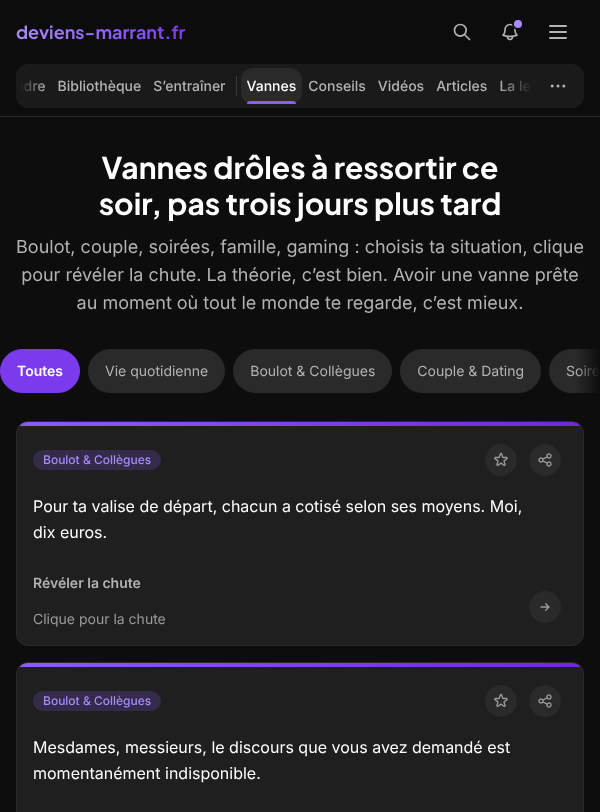 deviens-marrant.fr
dre Bibliothèque S'entraîner Vannes Conseils Vidéos Articles La le
Vannes drôles à ressortir ce
soir, pas trois jours plus tard
Boulot, couple, soirées, famille, gaming : choisis ta situation, clique
pour révéler la chute. La théorie, c'est bien. Avoir une vanne prête
au moment où tout le monde te regarde, c'est mieux.
Toutes Vie quotidienne Boulot & Collègues Couple & Dating Soiré
Boulot & Collègues
Pour ta valise de départ, chacun a cotisé selon ses moyens. Moi,
dix euros.
Révéler la chute
Clique pour la chute
Boulot & Collègues
Mesdames, messieurs, le discours que vous avez demandé est
momentanément indisponible.